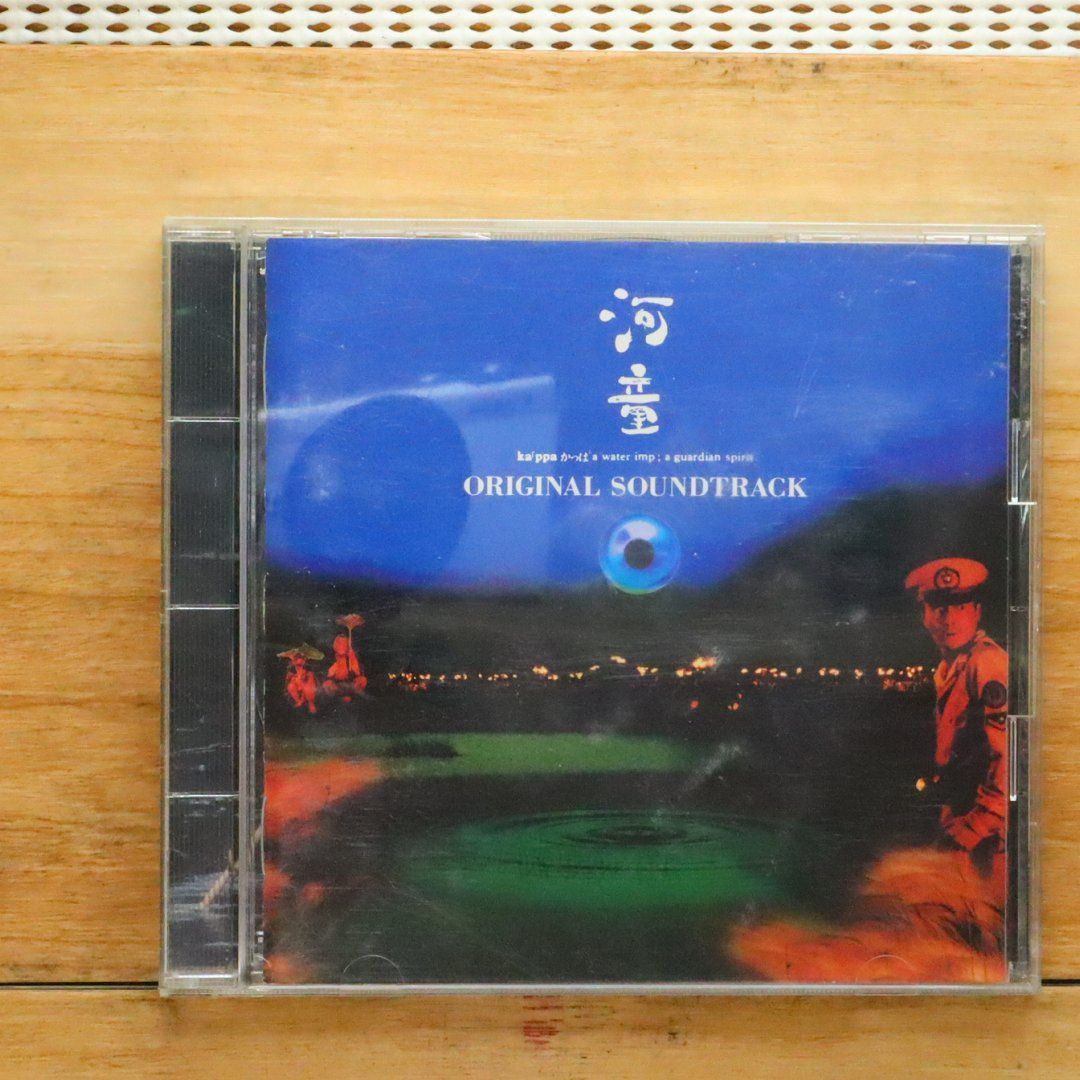 河童
ka'ppa かっぱ a water imp; a guardian spirit
ORIGINAL SOUNDTRACK